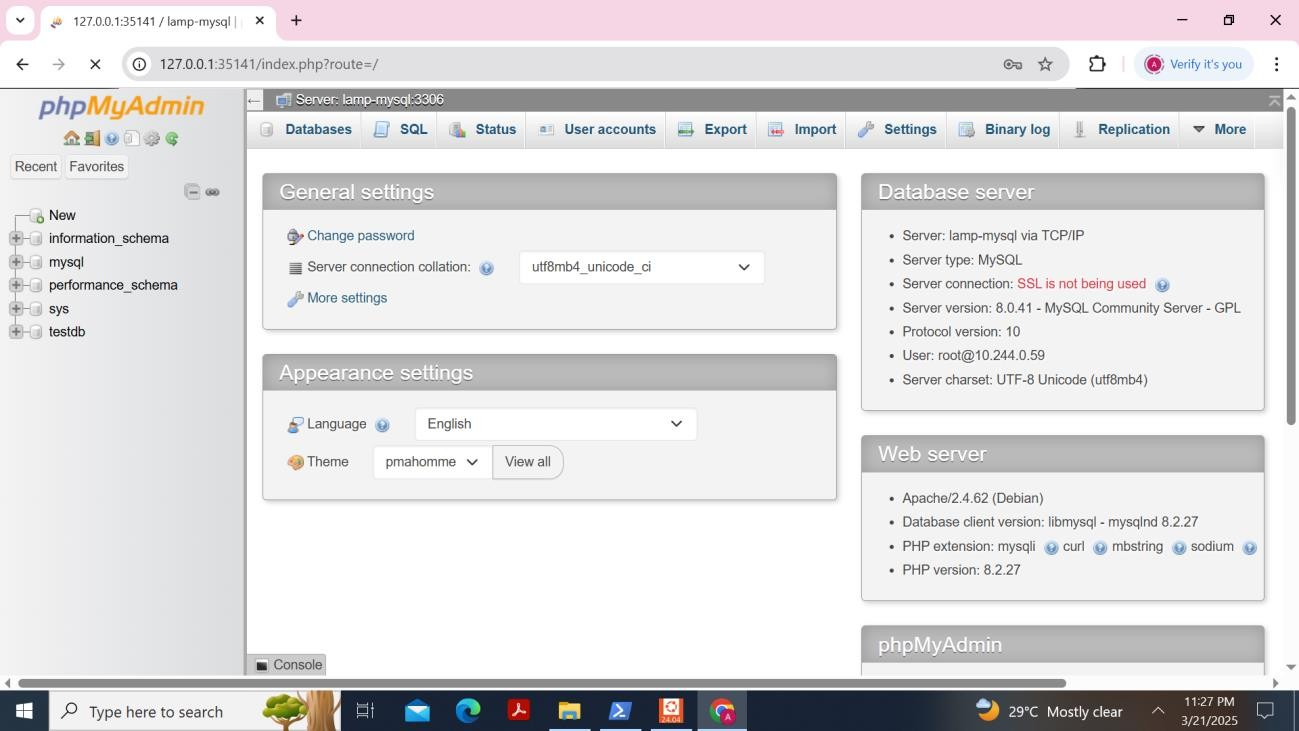 127.0.0.1:35141 / lamp-mysql |
127.0.0.1:35141/index.php?route=/
Verify it's you
phpMyAdmin
Recent Favorites
New
information_schema
mysql
performance_schema
sys
testdb
Server: lamp-mysql:3306
Databases SQL Status User accounts Export Import Settings Binary log Replication More
General settings
Change password
Server connection collation: utf8mb4_unicode_ci
More settings
Appearance settings
Language English
Theme pmahomme View all
Database server
Server: lamp-mysql via TCP/IP
Server type: MySQL
Server connection: SSL is not being used
Server version: 8.0.41 - MySQL Community Server - GPL
Protocol version: 10
User: root@10.244.0.59
Server charset: UTF-8 Unicode (utf8mb4)
Web server
Apache/2.4.62 (Debian)
Database client version: libmysql - mysqlnd 8.2.27
PHP extension: mysqli curl mbstring sodium
PHP version: 8.2.27
phpMyAdmin
Console
Type here to search
24.04
A
29°C Mostly clear
11:27 PM
3/21/2025